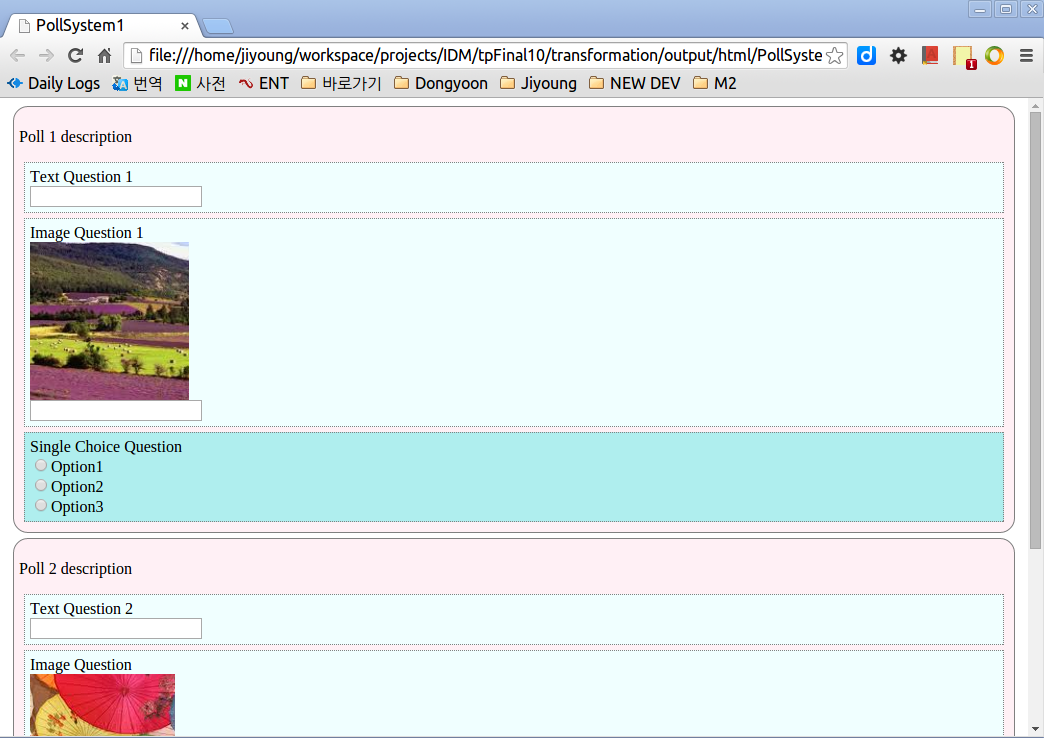 PollSystem1
file:///home/jiyoung/workspace/projects/IDM/tpFinal10/transformation/output/html/PollSyste
1
Daily Logs 번역 N 사전 ENT 바로가기 Dongyoon Jiyoung NEW DEV M2
Poll 1 description
Text Question 1
Image Question 1
Single Choice Question
Option1
Option2
Option3
Poll 2 description
Text Question 2
Image Question